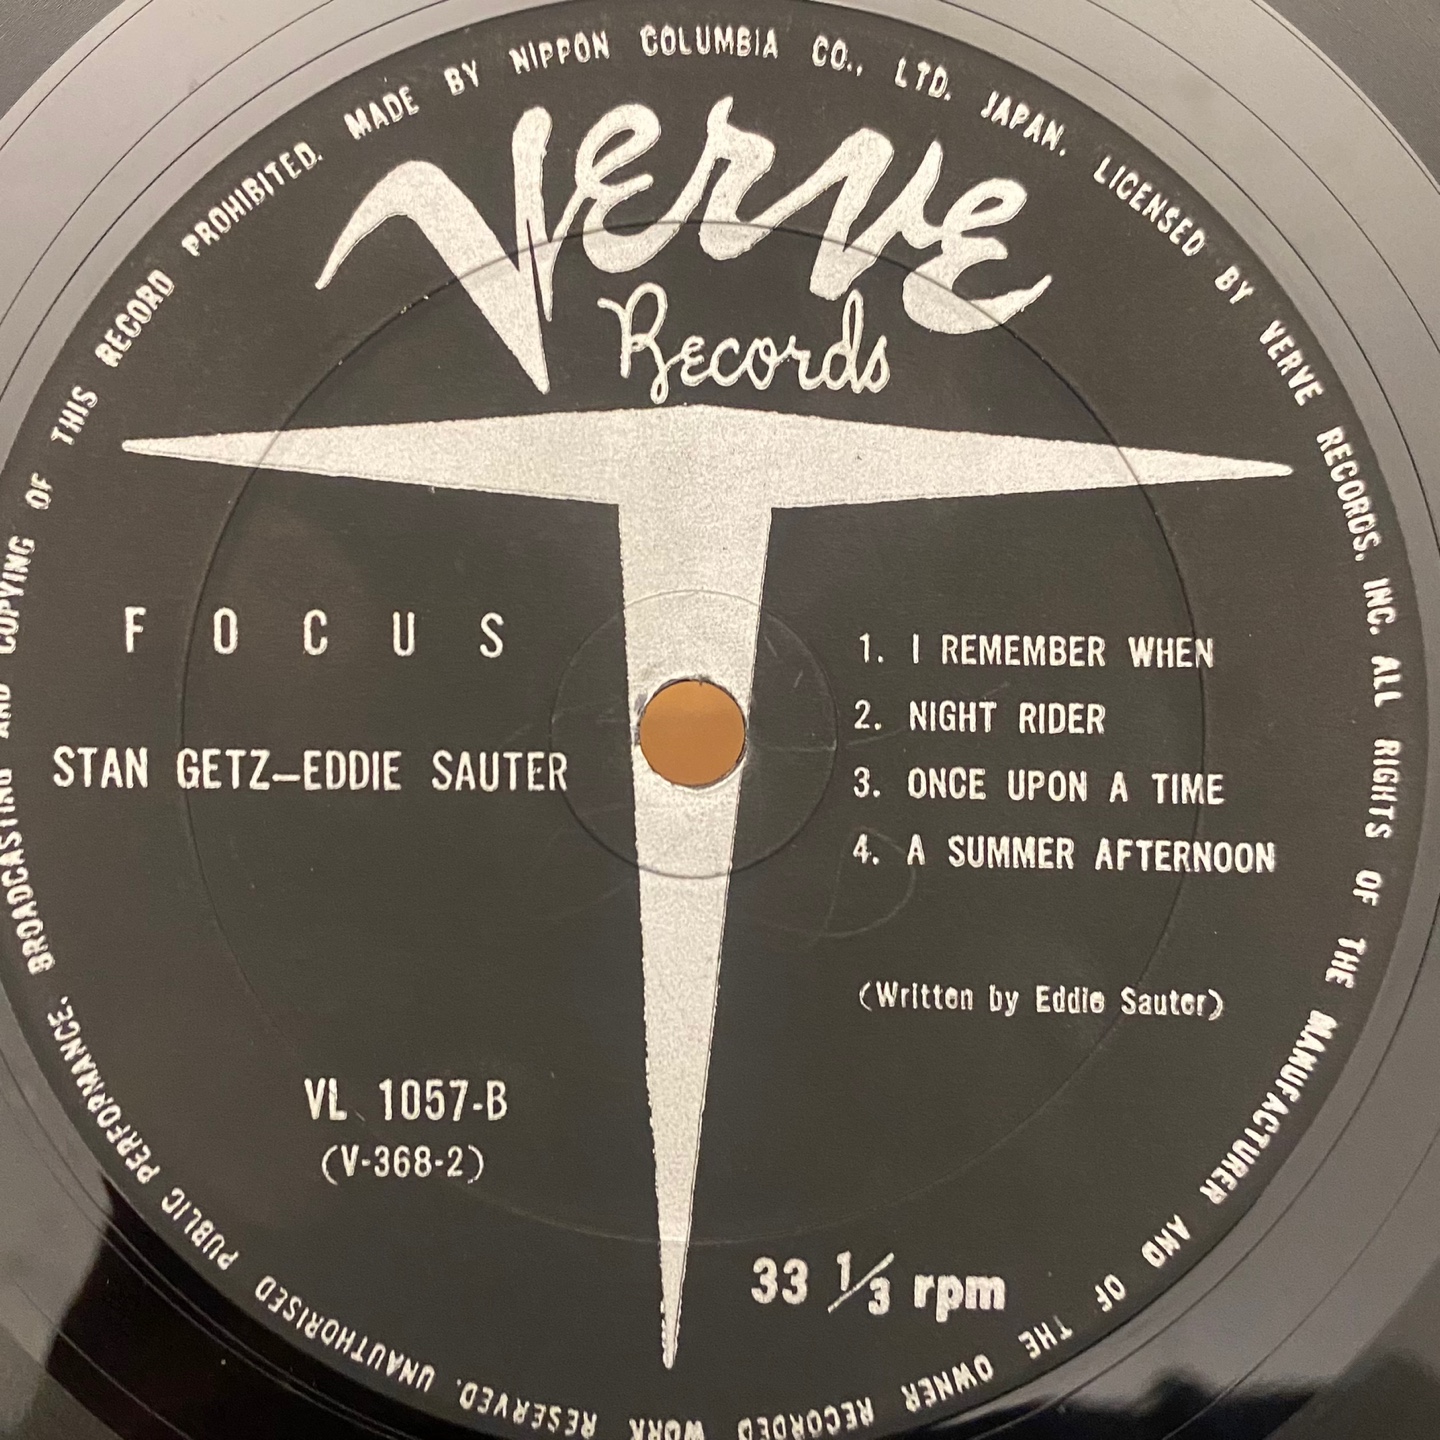 Verve
Records
F O C U S
STAN GETZ–EDDIE SAUTER
1. I REMEMBER WHEN
2. NIGHT RIDER
3. ONCE UPON A TIME
4. A SUMMER AFTERNOON
(Written by Eddie Sauter)
VL 1057-B
(V-368-2)
33 1/3 rpm
MADE BY NIPPON COLUMBIA CO., LTD. JAPAN. LICENSED BY VERVE RECORDS, INC. ALL RIGHTS OF THE MANUFACTURER AND OF THE OWNER RECORDED WORK RESERVED. UNAUTHORISED PUBLIC PERFORMANCE, BROADCASTING AND COPYING OF THIS RECORD PROHIBITED.